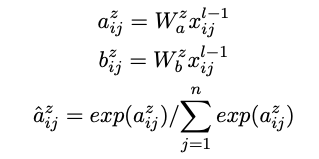 a^z_{ij} = W^z_a x^{l-1}_{ij}
b^z_{ij} = W^z_b x^{l-1}_{ij}
â^z_{ij} = exp(a^z_{ij}) / \sum_{j=1}^{n} exp(a^z_{ij})